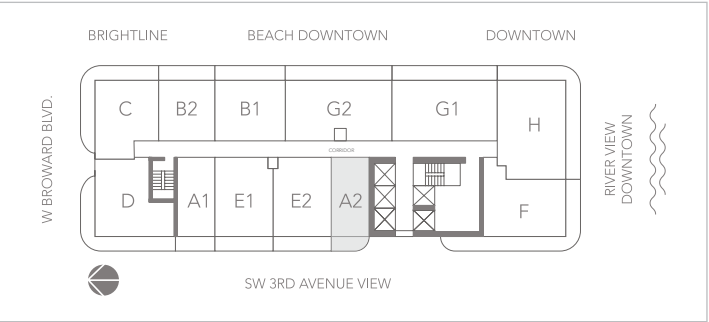 BRIGHTLINE
BEACH DOWNTOWN
DOWNTOWN
W BROWARD BLVD.
C
B2
B1
G2
G1
H
CORRIDOR
D
A1
E1
E2
A2
F
RIVER VIEW
DOWNTOWN
SW 3RD AVENUE VIEW